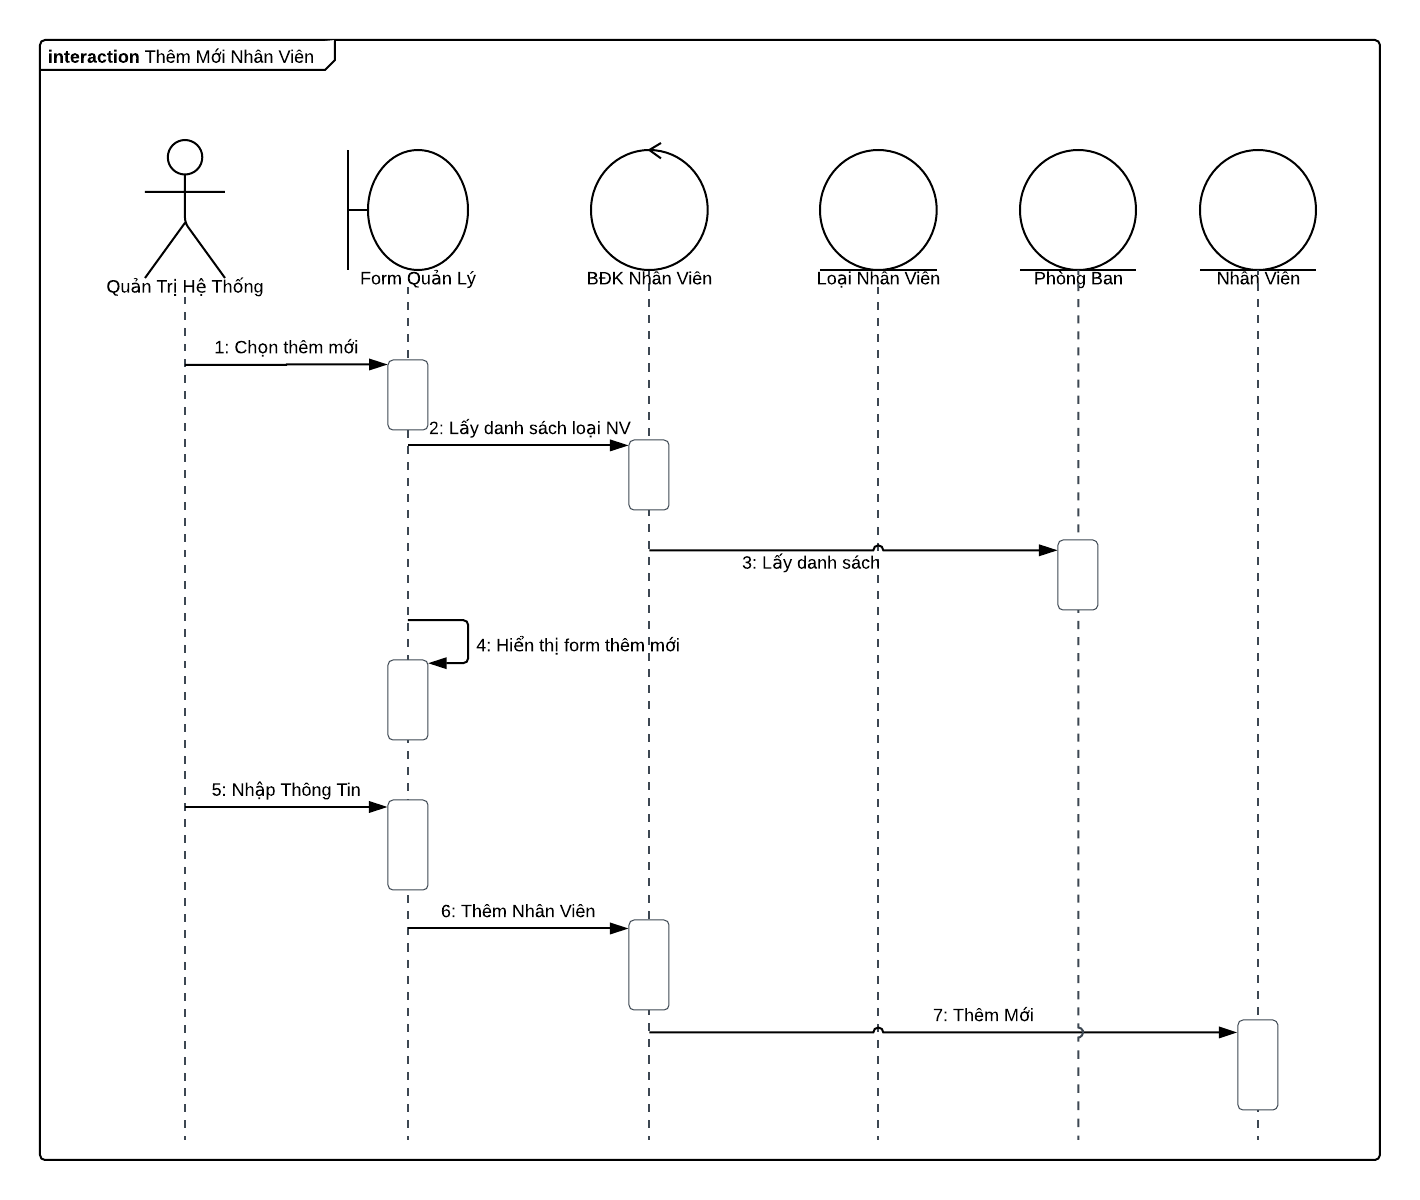 interaction Thêm Mới Nhân Viên
Quản Trị Hệ Thống
Form Quản Lý
BĐK Nhân Viên
Loại Nhân Viên
Phòng Ban
Nhân Viên
1: Chọn thêm mới
2: Lấy danh sách loại NV
3: Lấy danh sách
4: Hiển thị form thêm mới
5: Nhập Thông Tin
6: Thêm Nhân Viên
7: Thêm Mới